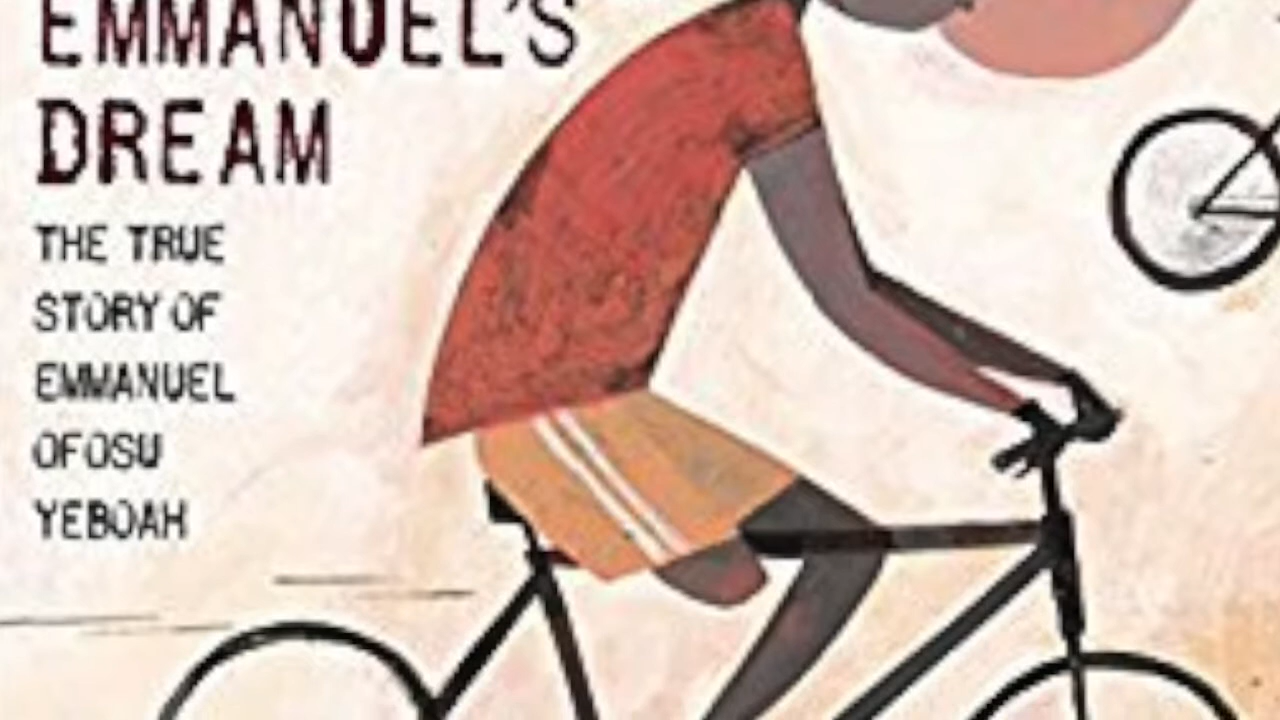 EMMANUEL'S
DREAM
THE TRUE
STORY OF
EMMANUEL
OFOSU
YEBOAH